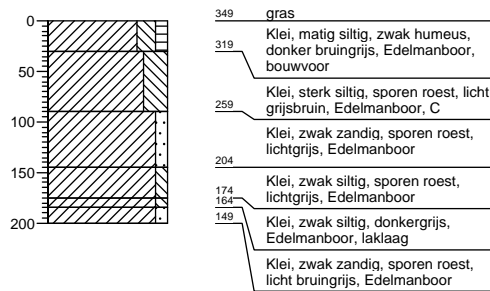 0
50
100
150
200
349 gras
319 Klei, matig siltig, zwak humeus,
donker bruingrijs, Edelmanboor,
bouwvoor
259 Klei, sterk siltig, sporen roest, licht
grijsbruin, Edelmanboor, C
204 Klei, zwak zandig, sporen roest,
lichtgrijs, Edelmanboor
174 Klei, zwak siltig, sporen roest,
lichtgrijs, Edelmanboor
164 Klei, zwak siltig, donkergrijs,
Edelmanboor, laklaag
149 Klei, zwak zandig, sporen roest,
licht bruingrijs, Edelmanboor